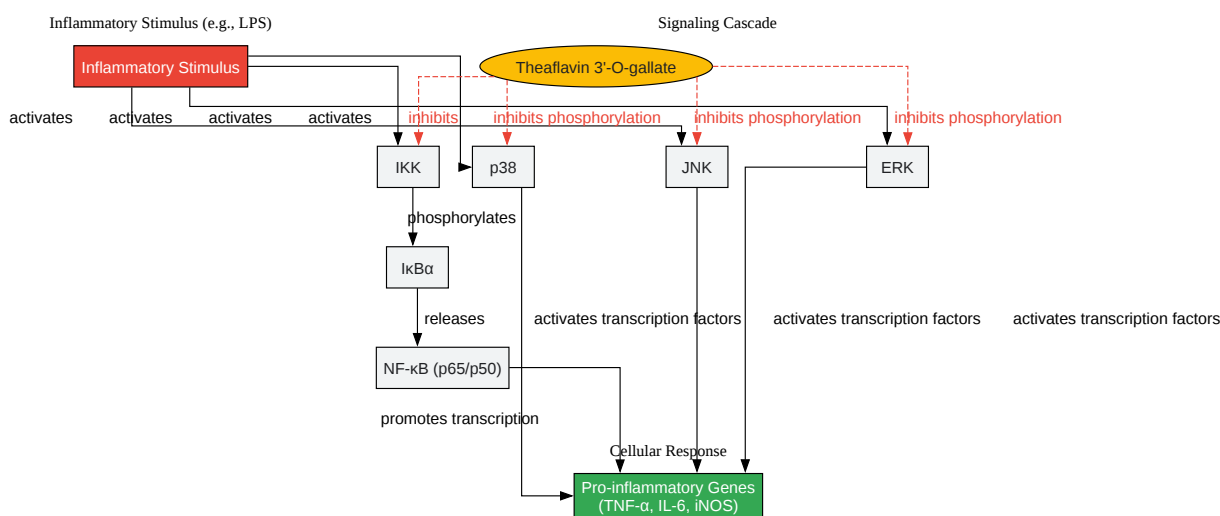 Inflammatory Stimulus (e.g., LPS)
Signaling Cascade
Inflammatory Stimulus
Theaflavin 3'-O-gallate
activates
activates
activates
activates
inhibits
inhibits phosphorylation
inhibits phosphorylation
inhibits phosphorylation
IKK
p38
JNK
ERK
phosphorylates
IκBα
releases
activates transcription factors
activates transcription factors
activates transcription factors
NF-κB (p65/p50)
promotes transcription
Cellular Response
Pro-inflammatory Genes
(TNF-α, IL-6, iNOS)